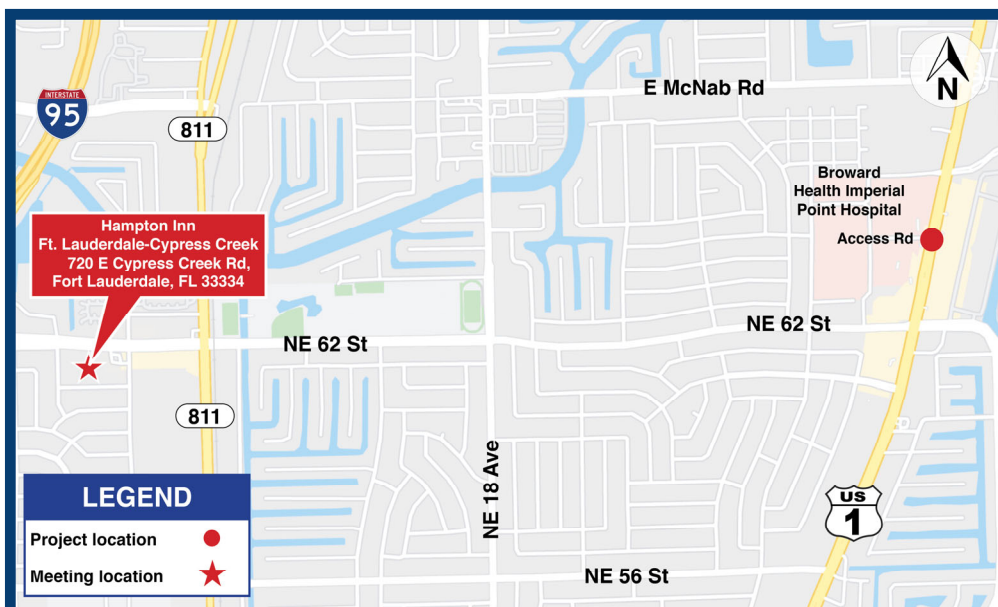 INTERSTATE
95
811
E McNab Rd
N
Broward
Health Imperial
Point Hospital
Access Rd
Hampton Inn
Ft. Lauderdale-Cypress Creek
720 E Cypress Creek Rd,
Fort Lauderdale, FL 33334
NE 62 St
NE 62 St
811
NE 18 Ave
US
1
NE 56 St
LEGEND
Project location
Meeting location